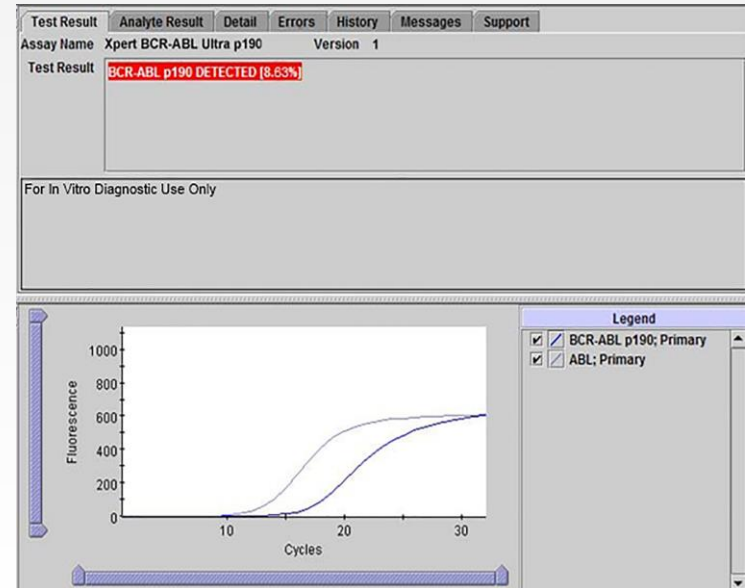 Test Result Analyte Result Detail Errors History Messages Support
Assay Name Xpert BCR-ABL Ultra p190 Version 1
Test Result BCR-ABL p190 DETECTED [8.63%]
For In Vitro Diagnostic Use Only
Legend
BCR-ABL p190; Primary
ABL; Primary
1000
800
600
400
200
0
Fluorescence
10 20 30
Cycles